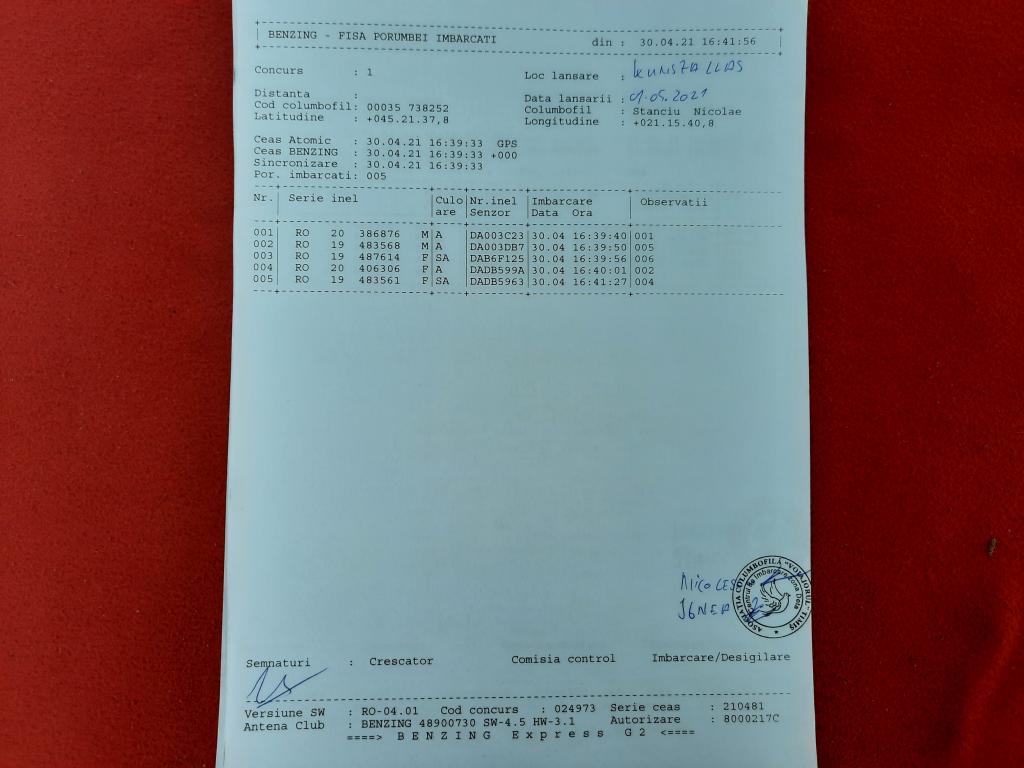 BENZING - FISA PORUMBEI IMBARCATI din : 30.04.21 16:41:56
Concurs : 1 Loc lansare : KUNSZALLAS
Distanta : Data lansarii : 01.05.2021
Cod columbofil: 00035 738252 Columbofil : Stanciu Nicolae
Latitudine : +045.21.37,8 Longitudine : +021.15.40,8
Ceas Atomic : 30.04.21 16:39:33 GPS
Ceas BENZING : 30.04.21 16:39:33 +000
Sincronizare : 30.04.21 16:39:33
Por. imbarcati: 005
Nr. Serie inel Culo Nr.inel Imbarcare Observatii
are Senzor Data Ora
001 RO 20 386876 M A DA003C23 30.04 16:39:40 001
002 RO 19 483568 M A DA003DB7 30.04 16:39:50 005
003 RO 19 487614 F SA DAB6F125 30.04 16:39:56 006
004 RO 20 406306 F A DADB599A 30.04 16:40:01 002
005 RO 19 483561 F SA DADB5963 30.04 16:41:27 004
ASOCIATIA COLUMBOFILĂ "VOIAJORUL" TIMIȘ
Semnaturi : Crescator Comisia control Imbarcare/Desigilare
Versiune SW : RO-04.01 Cod concurs : 024973 Serie ceas : 210481
Antena Club : BENZING 48900730 SW-4.5 HW-3.1 Autorizare : 8000217C
====> B E N Z I N G E x p r e s s G 2 <====